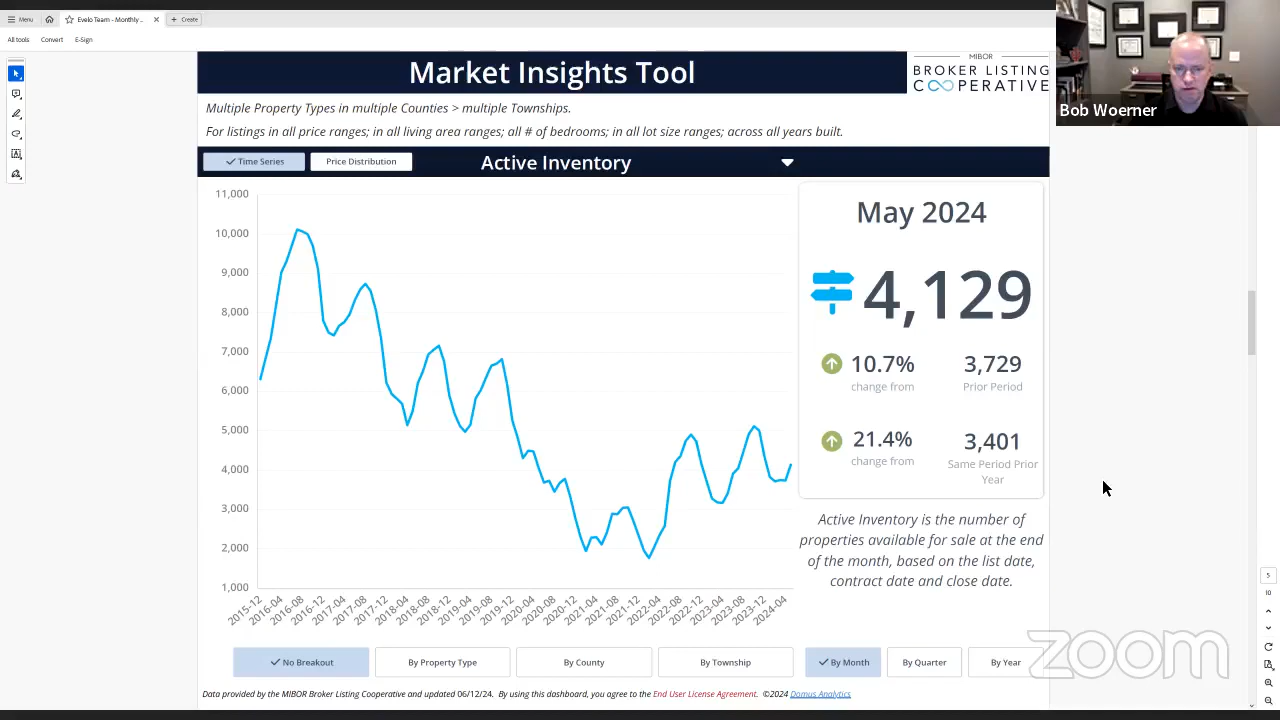 Menu
Evelo Team - Monthly ...
Create
All tools Convert E-Sign
Market Insights Tool
MIBOR
BROKER LISTING
COOPERATIVE
Bob Woerner
Multiple Property Types in multiple Counties > multiple Townships.
For listings in all price ranges; in all living area ranges; all # of bedrooms; in all lot size ranges; across all years built.
Time Series Price Distribution Active Inventory
11,000
10,000
9,000
8,000
7,000
6,000
5,000
4,000
3,000
2,000
1,000
2015-12 2016-04 2016-08 2016-12 2017-04 2017-08 2017-12 2018-04 2018-08 2018-12 2019-04 2019-08 2019-12 2020-04 2020-08 2020-12 2021-04 2021-08 2021-12 2022-04 2022-08 2022-12 2023-04 2023-08 2023-12 2024-04
May 2024
4,129
10.7% 3,729
change from Prior Period
21.4% 3,401
change from Same Period Prior
Year
Active Inventory is the number of
properties available for sale at the end
of the month, based on the list date,
contract date and close date.
5
10
No Breakout By Property Type By County By Township By Month By Quarter By Year
zoom
Data provided by the MIBOR Broker Listing Cooperative and updated 06/12/24. By using this dashboard, you agree to the End User License Agreement. ©2024 Domus Analytics